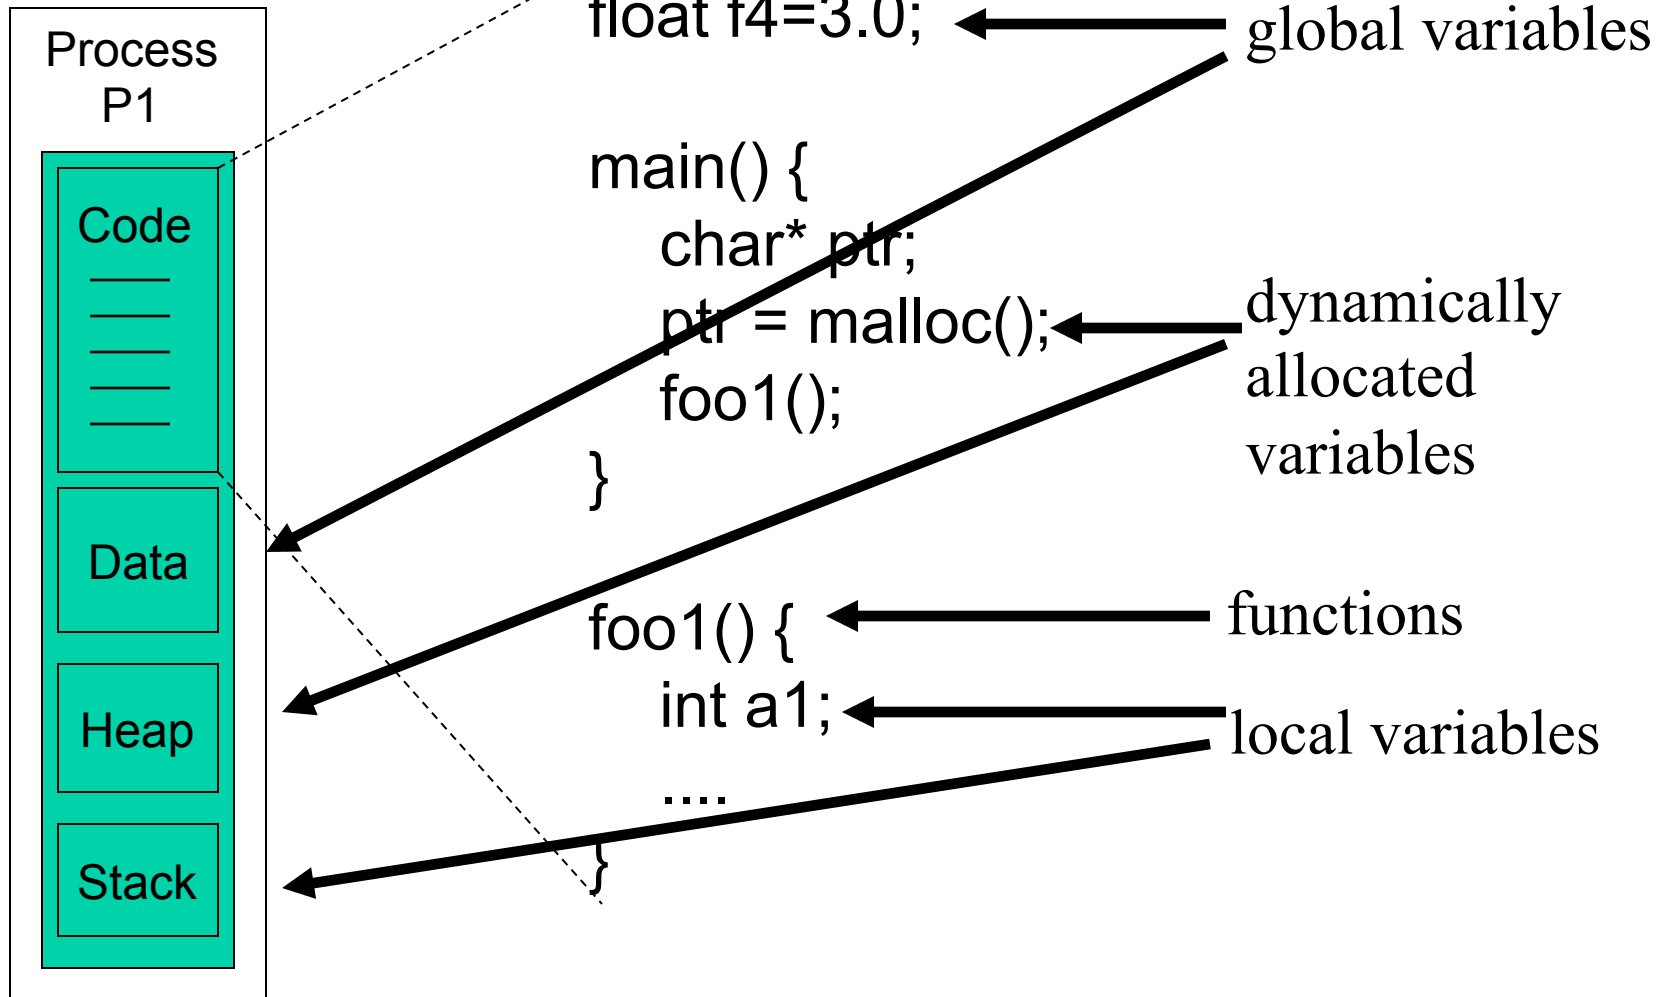 Process
P1
Code
Data
Heap
Stack
float f4=3.0;
main() {
char* ptr;
ptr = malloc();
foo1();
}
foo1() {
int a1;
....
}
global variables
dynamically
allocated
variables
functions
local variables